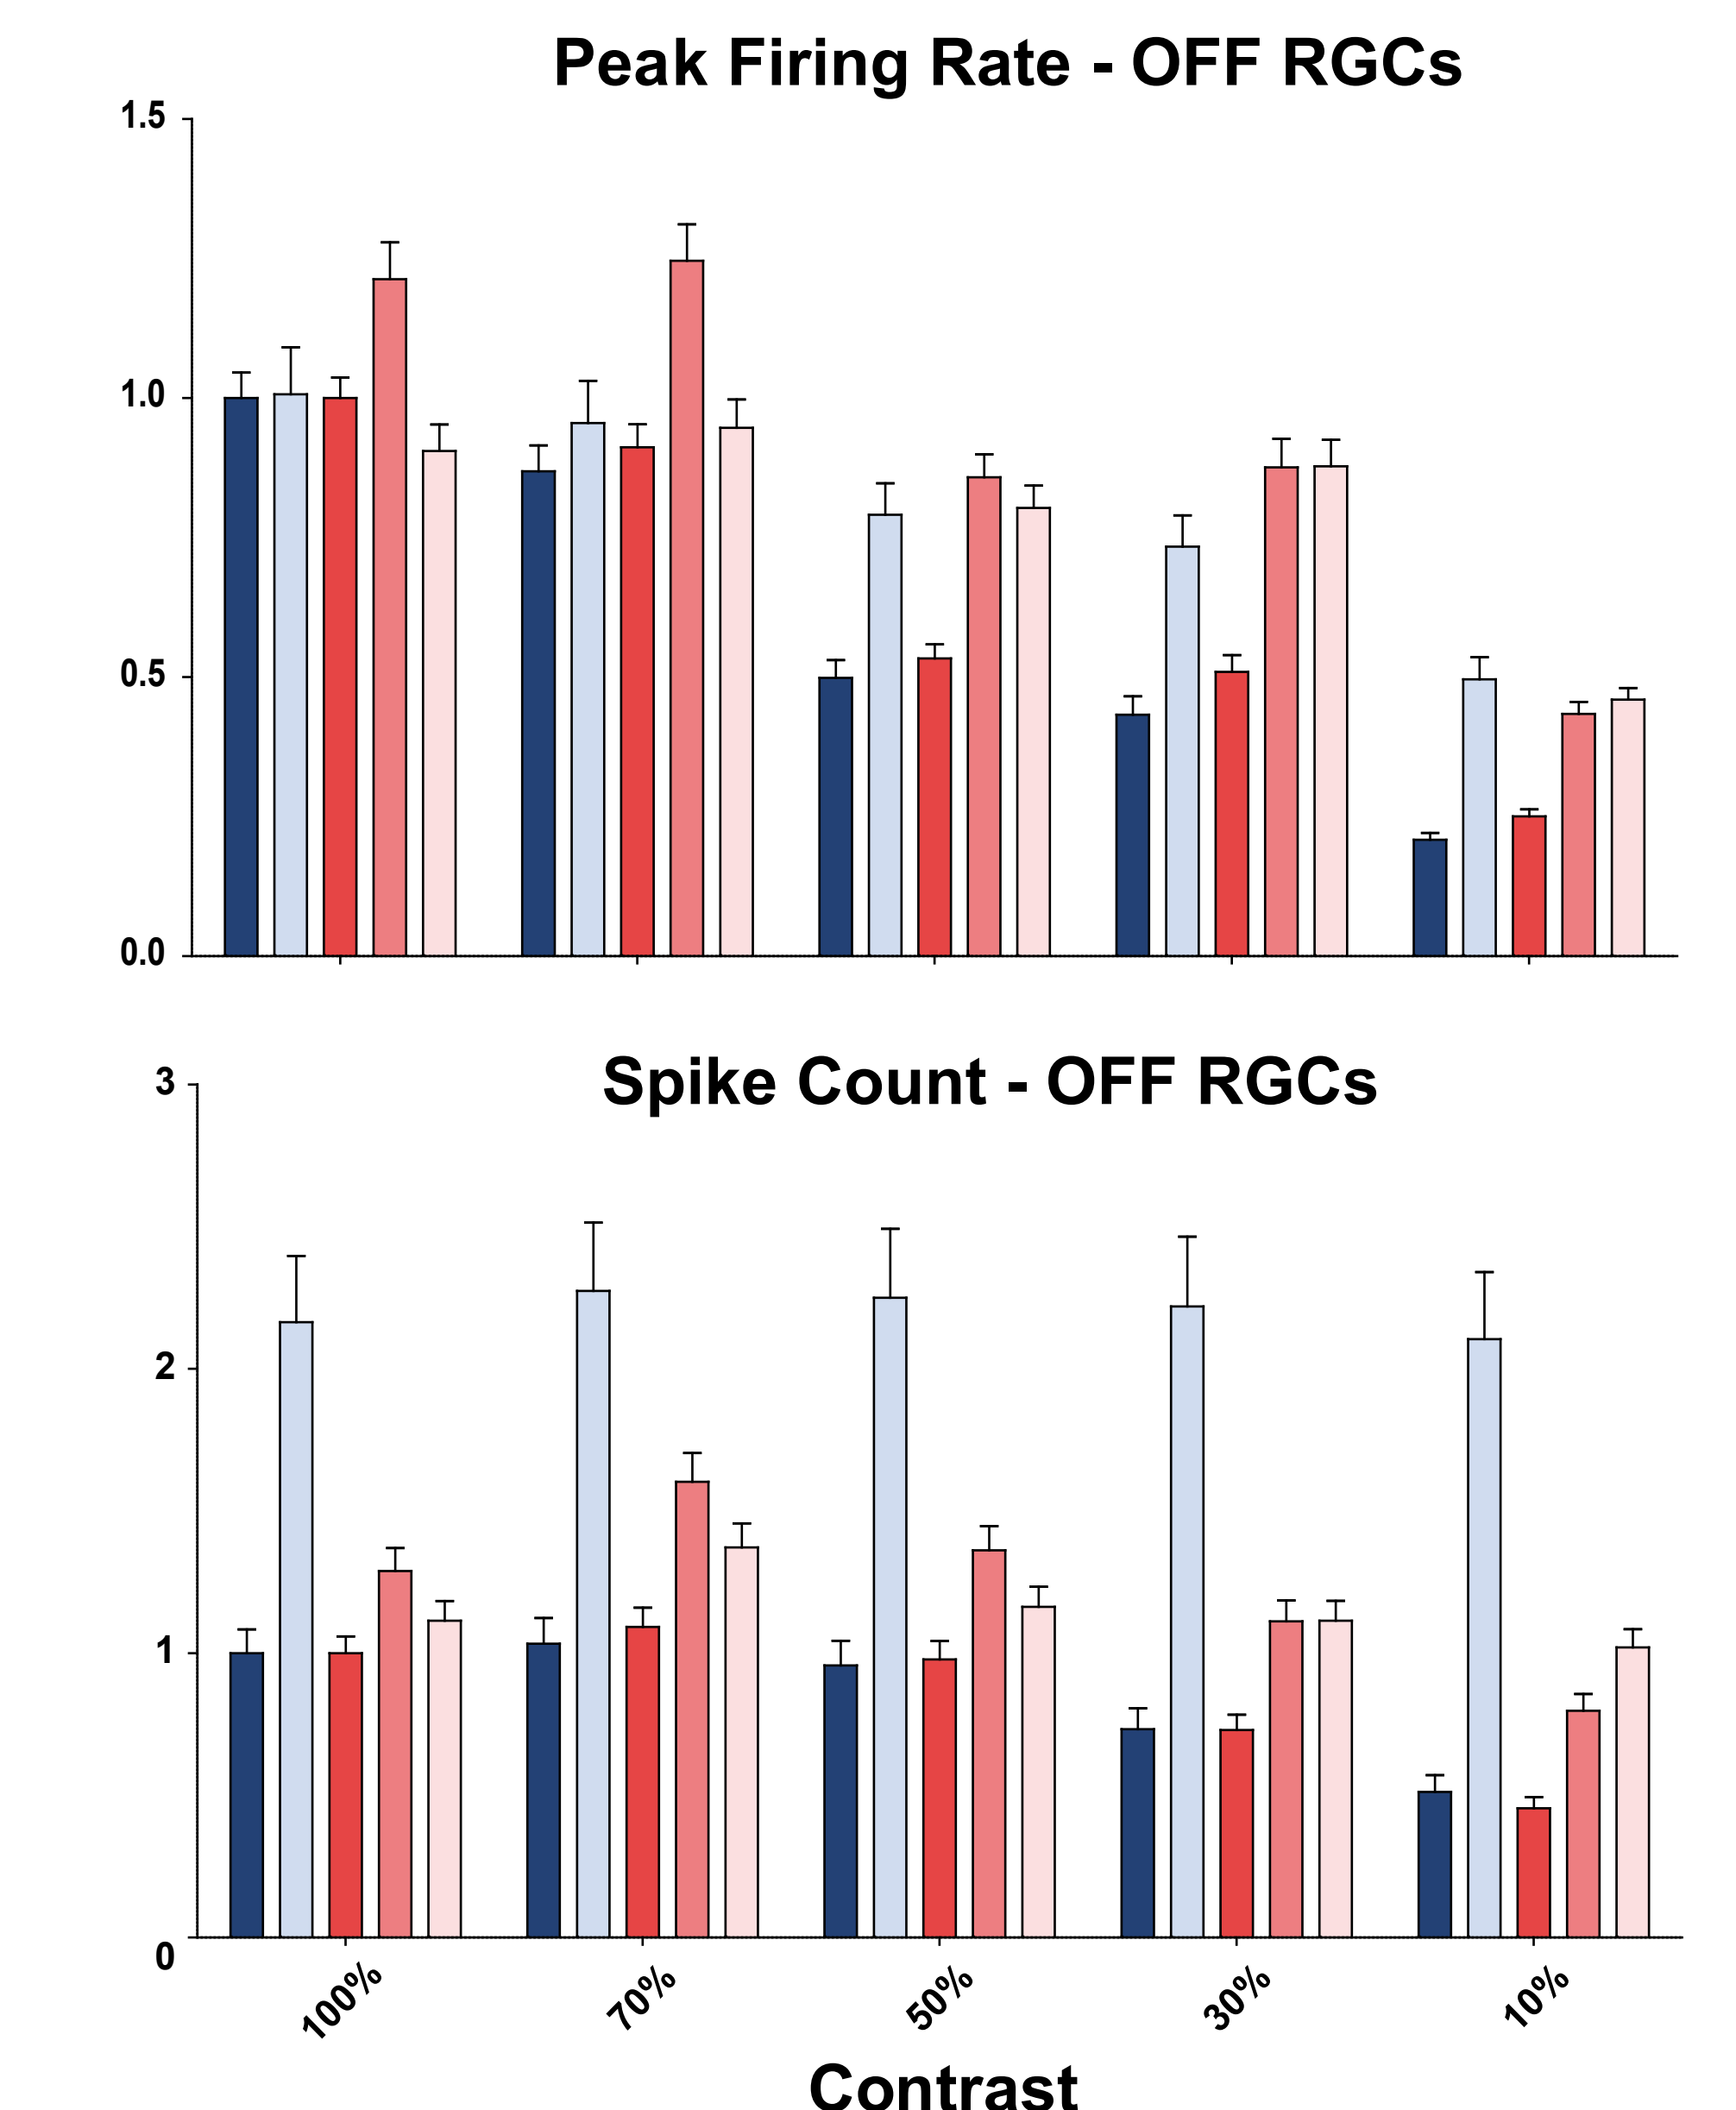 Peak Firing Rate - OFF RGCs
1.5
1.0
0.5
0.0
Spike Count - OFF RGCs
3
2
1
0
100% 70% 50% 30% 10%
Contrast